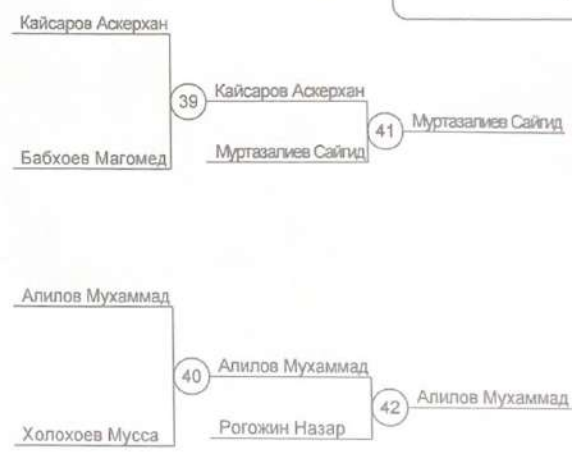 Кайсаров Аскерхан
39
Кайсаров Аскерхан
41
Муртазалиев Сайгид
Бабхоев Магомед
Муртазалиев Сайгид
Алилов Мухаммад
40
Алилов Мухаммад
42
Алилов Мухаммад
Холохоев Мусса
Рогожин Назар